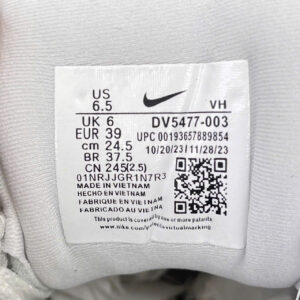 US
6.5
VH
UK 6 DV5477-003
EUR 39 UPC 00193657889854
cm 24.5 10/20/23/11/28/23
BR 37.5
CN 245(2.5)
01NRJJGR1N7R3
MADE IN VIETNAM
HECHO EN VIETNAM
FABRIQUE EN VIETNAM
FABRICADO AU VIETNAM